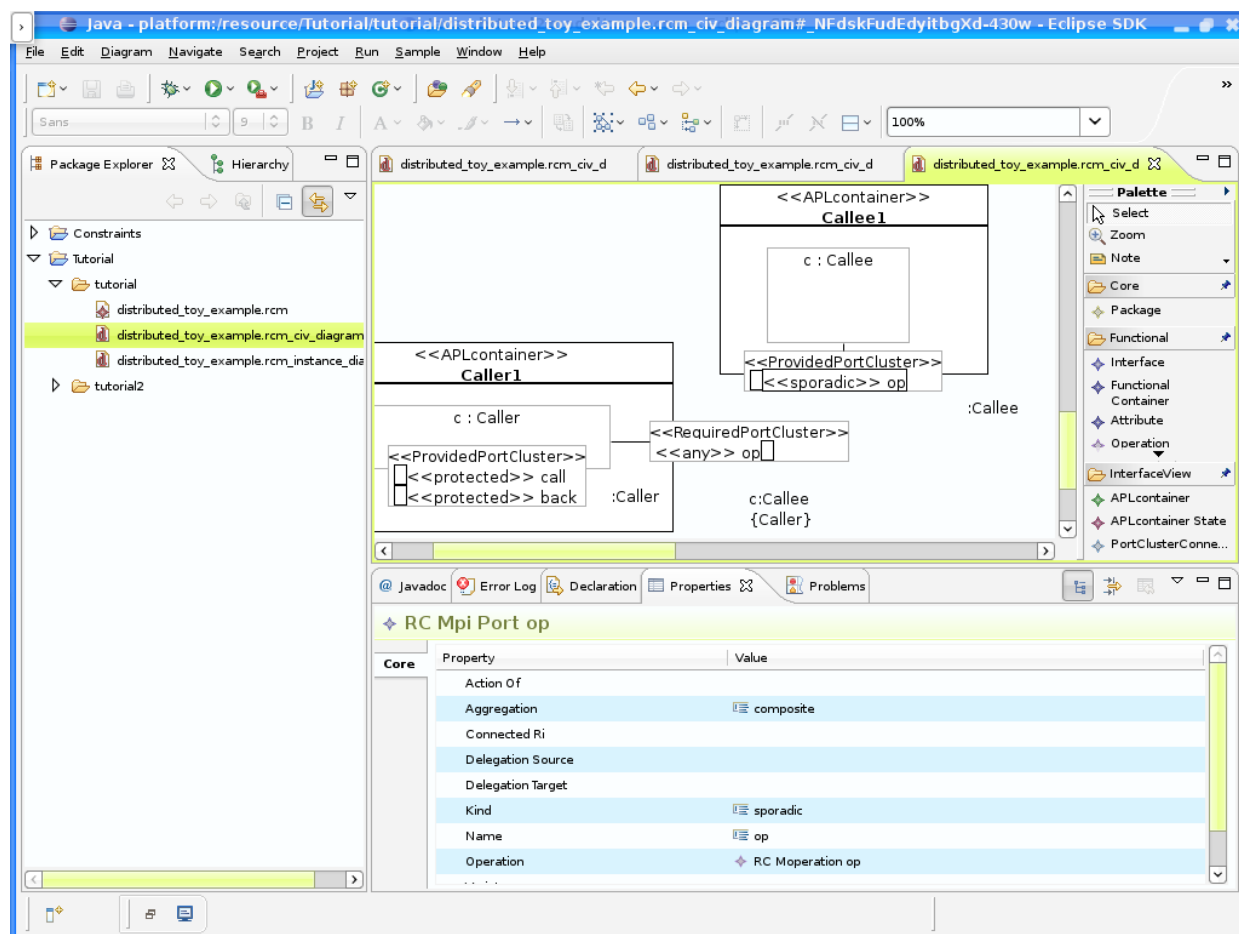 Java - platform:/resource/Tutorial/tutorial/distributed_toy_example.rcm_civ_diagram#_NFdskFudEdyitbgXd-430w - Eclipse SDK
File Edit Diagram Navigate Search Project Run Sample Window Help
Sans 9 B I A 100%
Package Explorer Hierarchy
Constraints
Tutorial
tutorial
distributed_toy_example.rcm
distributed_toy_example.rcm_civ_diagram
distributed_toy_example.rcm_instance_dia
tutorial2
distributed_toy_example.rcm_civ_d distributed_toy_example.rcm_civ_d distributed_toy_example.rcm_civ_d
<<APLcontainer>>
Callee1
c : Callee
<<ProvidedPortCluster>>
<<sporadic>> op
:Callee
<<APLcontainer>>
Caller1
c : Caller
<<ProvidedPortCluster>>
<<protected>> call
<<protected>> back
:Caller
<<RequiredPortCluster>>
<<any>> op
c:Callee
{Caller}
Palette
Select
Zoom
Note
Core
Package
Functional
Interface
Functional
Container
Attribute
Operation
InterfaceView
APLcontainer
APLcontainer State
PortClusterConne...
@ Javadoc Error Log Declaration Properties Problems
RC Mpi Port op
Core
Property Value
Action Of
Aggregation composite
Connected Ri
Delegation Source
Delegation Target
Kind sporadic
Name op
Operation RC Moperation op